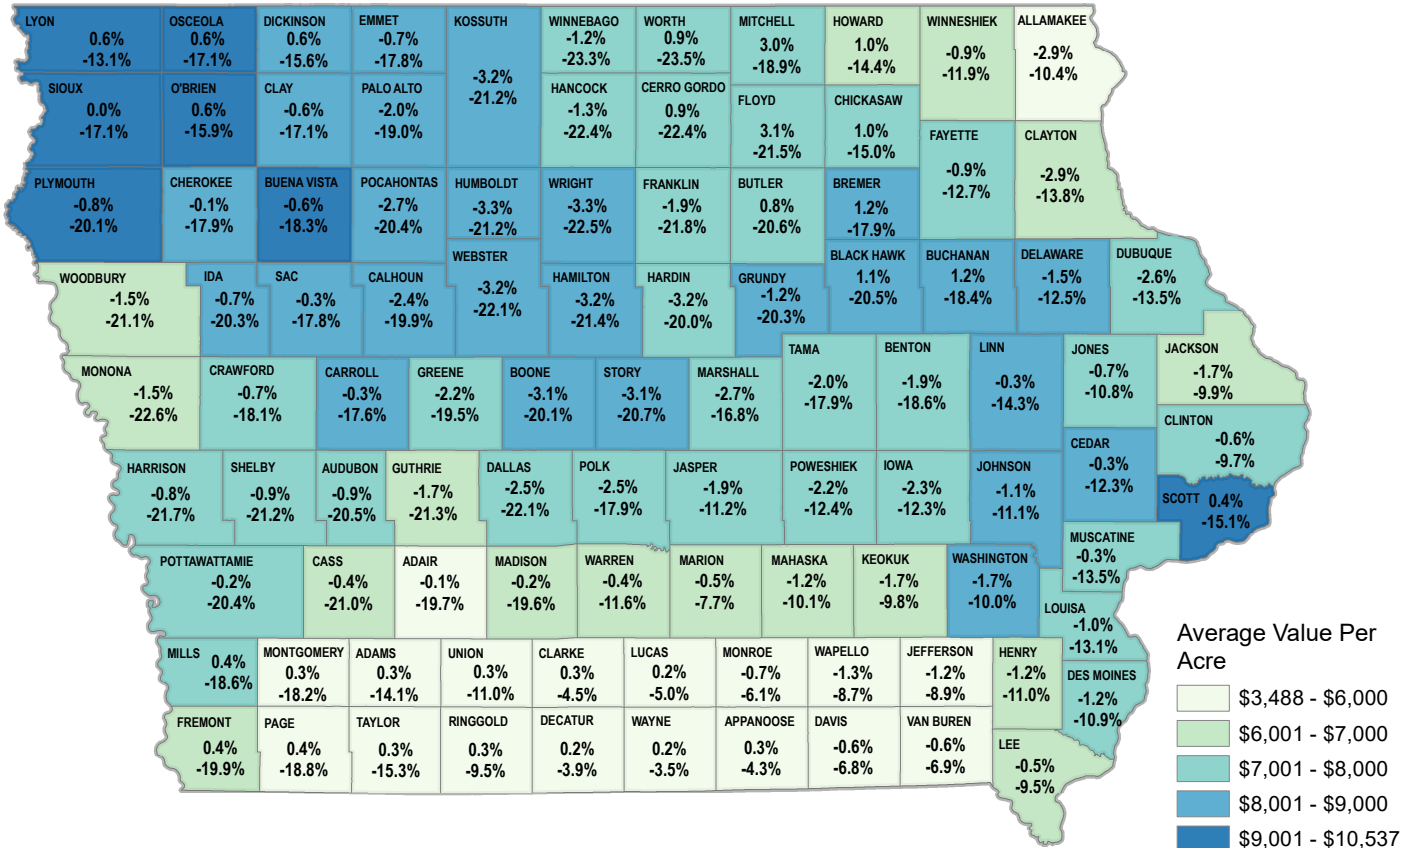 LYON
0.6%
-13.1%
OSCEOLA
0.6%
-17.1%
DICKINSON
0.6%
-15.6%
EMMET
-0.7%
-17.8%
KOSSUTH
-3.2%
-21.2%
WINNEBAGO
-1.2%
-23.3%
WORTH
0.9%
-23.5%
MITCHELL
3.0%
-18.9%
HOWARD
1.0%
-14.4%
WINNESHIEK
-0.9%
-11.9%
ALLAMAKEE
-2.9%
-10.4%
SIOUX
0.0%
-17.1%
O'BRIEN
0.6%
-15.9%
CLAY
-0.6%
-17.1%
PALO ALTO
-2.0%
-19.0%
HANCOCK
-1.3%
-22.4%
CERRO GORDO
0.9%
-22.4%
FLOYD
3.1%
-21.5%
CHICKASAW
1.0%
-15.0%
FAYETTE
-0.9%
-12.7%
CLAYTON
-2.9%
-13.8%
PLYMOUTH
-0.8%
-20.1%
CHEROKEE
-0.1%
-17.9%
BUENA VISTA
-0.6%
-18.3%
POCAHONTAS
-2.7%
-20.4%
HUMBOLDT
-3.3%
-21.2%
WRIGHT
-3.3%
-22.5%
FRANKLIN
-1.9%
-21.8%
BUTLER
0.8%
-20.6%
BREMER
1.2%
-17.9%
WOODBURY
-1.5%
-21.1%
IDA
-0.7%
-20.3%
SAC
-0.3%
-17.8%
CALHOUN
-2.4%
-19.9%
WEBSTER
-3.2%
-22.1%
HAMILTON
-3.2%
-21.4%
HARDIN
-3.2%
-20.0%
GRUNDY
-1.2%
-20.3%
BLACK HAWK
1.1%
-20.5%
BUCHANAN
1.2%
-18.4%
DELAWARE
-1.5%
-12.5%
DUBUQUE
-2.6%
-13.5%
MONONA
-1.5%
-22.6%
CRAWFORD
-0.7%
-18.1%
CARROLL
-0.3%
-17.6%
GREENE
-2.2%
-19.5%
BOONE
-3.1%
-20.1%
STORY
-3.1%
-20.7%
MARSHALL
-2.7%
-16.8%
TAMA
-2.0%
-17.9%
BENTON
-1.9%
-18.6%
LINN
-0.3%
-14.3%
JONES
-0.7%
-10.8%
JACKSON
-1.7%
-9.9%
CLINTON
-0.6%
-9.7%
HARRISON
-0.8%
-21.7%
SHELBY
-0.9%
-21.2%
AUDUBON
-0.9%
-20.5%
GUTHRIE
-1.7%
-21.3%
DALLAS
-2.5%
-22.1%
POLK
-2.5%
-17.9%
JASPER
-1.9%
-11.2%
POWESHIEK
-2.2%
-12.4%
IOWA
-2.3%
-12.3%
JOHNSON
-1.1%
-11.1%
CEDAR
-0.3%
-12.3%
SCOTT 0.4%
-15.1%
POTTAWATTAMIE
-0.2%
-20.4%
CASS
-0.4%
-21.0%
ADAIR
-0.1%
-19.7%
MADISON
-0.2%
-19.6%
WARREN
-0.4%
-11.6%
MARION
-0.5%
-7.7%
MAHASKA
-1.2%
-10.1%
KEOKUK
-1.7%
-9.8%
WASHINGTON
-1.7%
-10.0%
MUSCATINE
-0.3%
-13.5%
LOUISA
-1.0%
-13.1%
MILLS 0.4%
-18.6%
MONTGOMERY
0.3%
-18.2%
ADAMS
0.3%
-14.1%
UNION
0.3%
-11.0%
CLARKE
0.3%
-4.5%
LUCAS
0.2%
-5.0%
MONROE
-0.7%
-6.1%
WAPELLO
-1.3%
-8.7%
JEFFERSON
-1.2%
-8.9%
HENRY
-1.2%
-11.0%
DES MOINES
-1.2%
-10.9%
FREMONT
0.4%
-19.9%
PAGE
0.4%
-18.8%
TAYLOR
0.3%
-15.3%
RINGGOLD
0.3%
-9.5%
DECATUR
0.2%
-3.9%
WAYNE
0.2%
-3.5%
APPANOOSE
0.3%
-4.3%
DAVIS
-0.6%
-6.8%
VAN BUREN
-0.6%
-6.9%
LEE
-0.5%
-9.5%
Average Value Per
Acre
$3,488 - $6,000
$6,001 - $7,000
$7,001 - $8,000
$8,001 - $9,000
$9,001 - $10,537